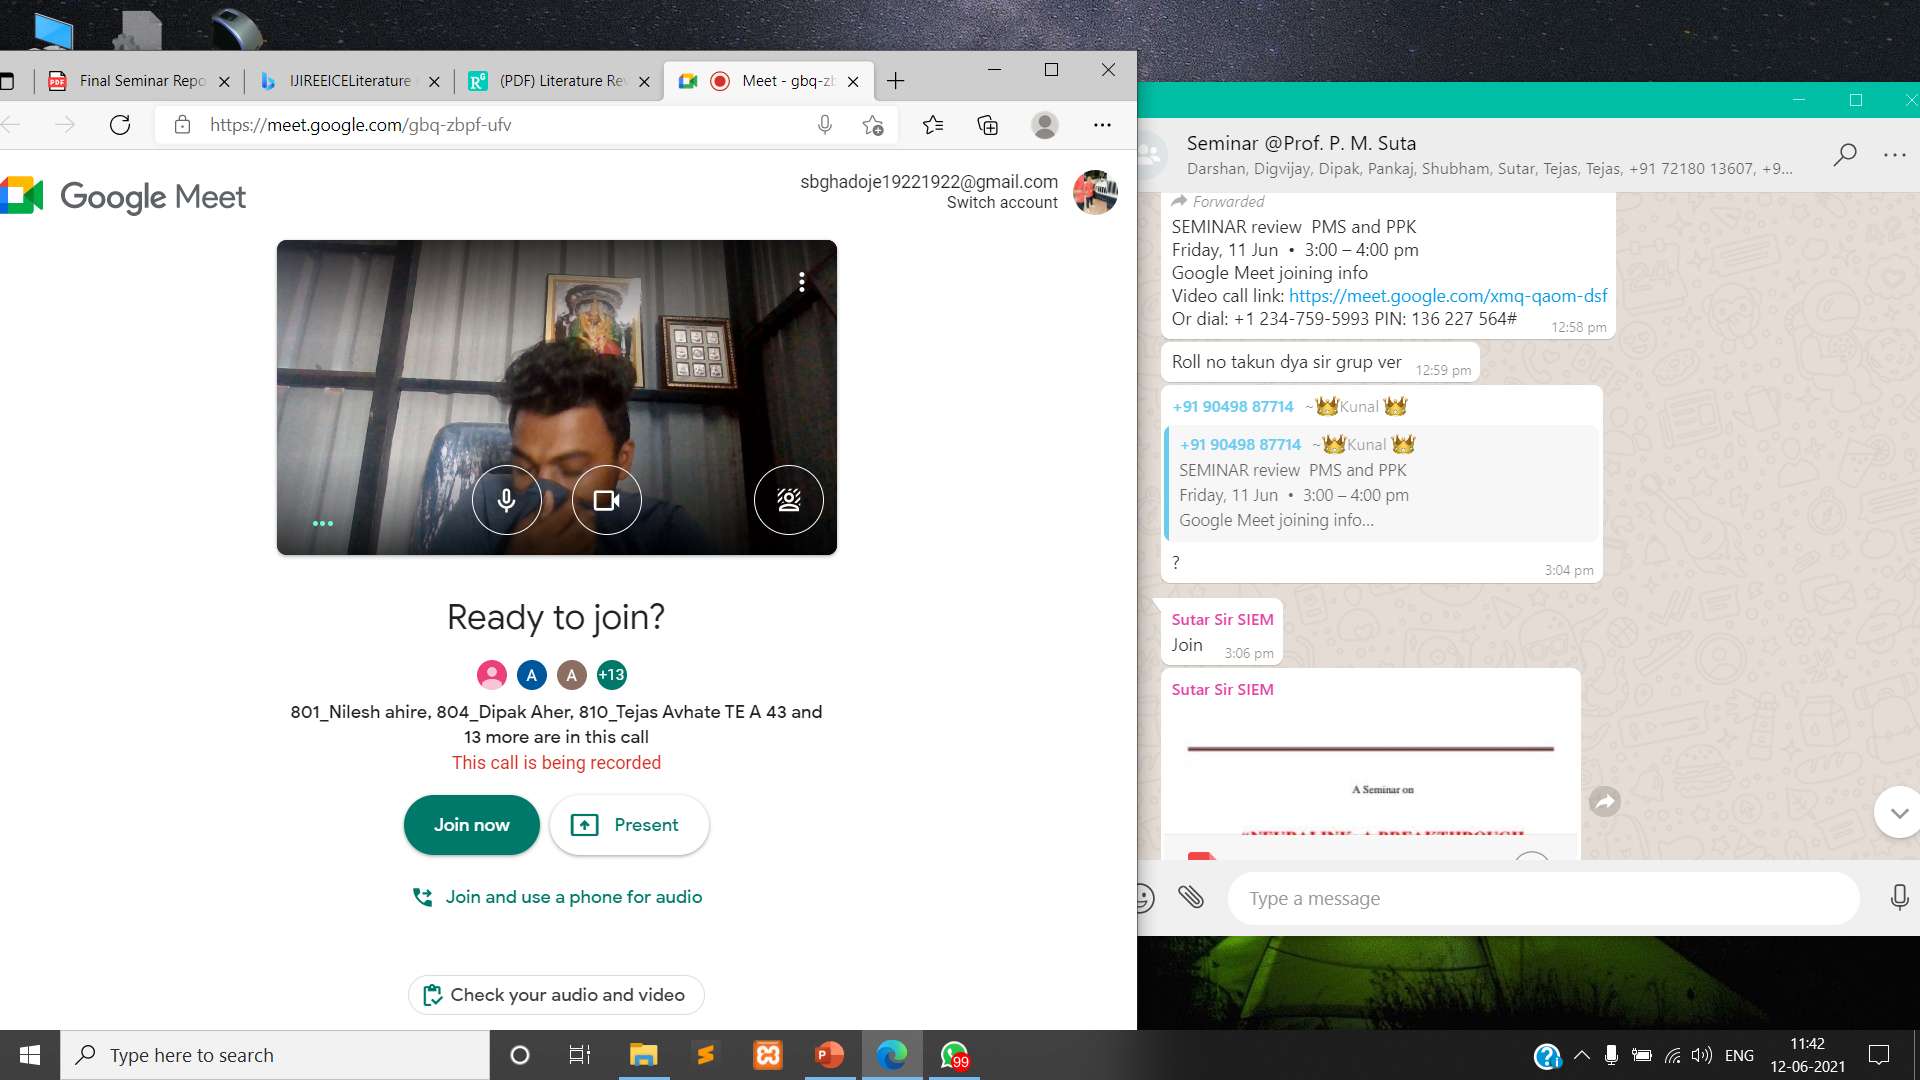 Final Seminar Repo
IJIREEICELiterature
(PDF) Literature Rev
Meet - gbq-zb
https://meet.google.com/gbq-zbpf-ufv
Google Meet
sbghadoje19221922@gmail.com
Switch account
Ready to join?
A
A
+13
801_Nilesh ahire, 804_Dipak Aher, 810_Tejas Avhate TE A 43 and
13 more are in this call
This call is being recorded
Join now
Present
Join and use a phone for audio
Check your audio and video
Seminar @Prof. P. M. Suta
Darshan, Digvijay, Dipak, Pankaj, Shubham, Sutar, Tejas, Tejas, +91 72180 13607, +9...
Forwarded
SEMINAR review PMS and PPK
Friday, 11 Jun • 3:00 – 4:00 pm
Google Meet joining info
Video call link: https://meet.google.com/xmq-qaom-dsf
Or dial: +1 234-759-5993 PIN: 136 227 564#
12:58 pm
Roll no takun dya sir grup ver
12:59 pm
+91 90498 87714 ~👑Kunal 👑
+91 90498 87714 ~👑Kunal 👑
SEMINAR review PMS and PPK
Friday, 11 Jun • 3:00 – 4:00 pm
Google Meet joining info...
?
3:04 pm
Sutar Sir SIEM
Join
3:06 pm
Sutar Sir SIEM
A Seminar on
"NEURALINK: A BREAKTHROUGH
Type a message
Type here to search
99
ENG
11:42
12-06-2021